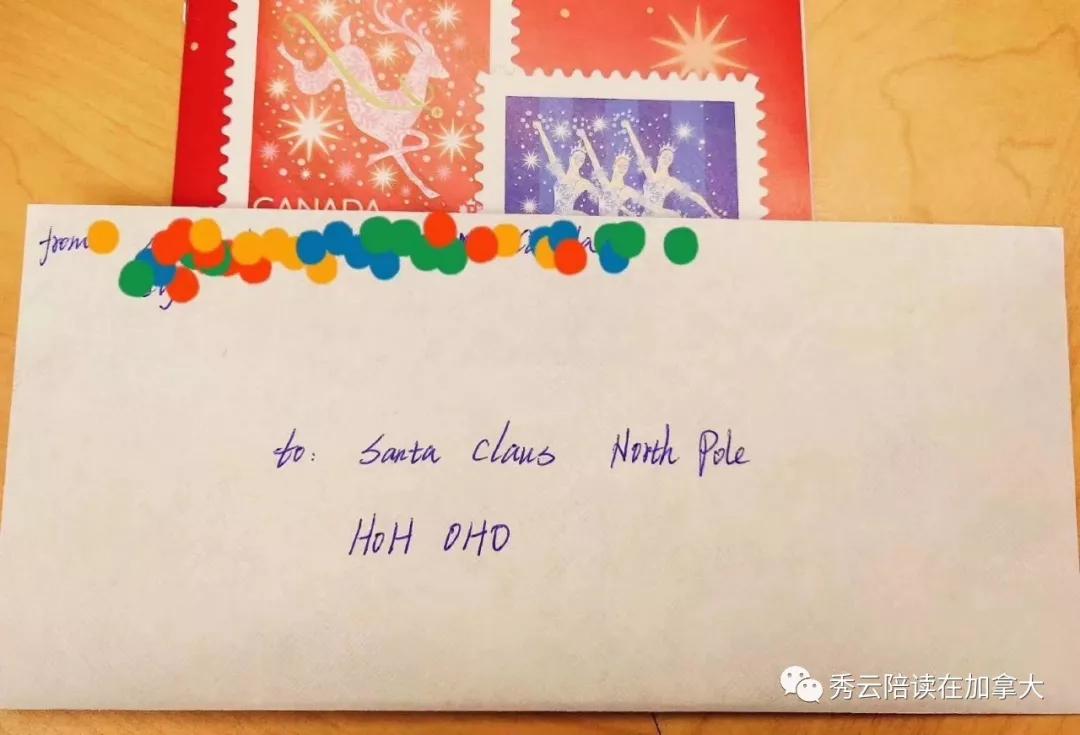 CANADA
from
to: Santa Claus North Pole
HOH OHO
秀云陪读在加拿大